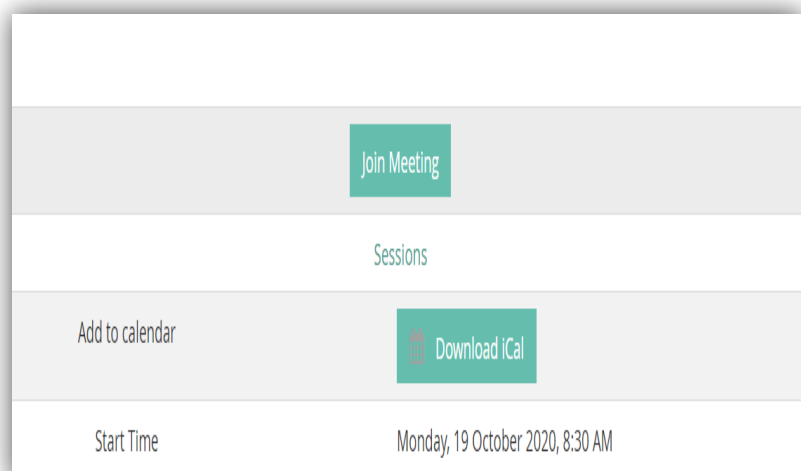 Join Meeting
Sessions
Add to calendar
Download iCal
Start Time
Monday, 19 October 2020, 8:30 AM